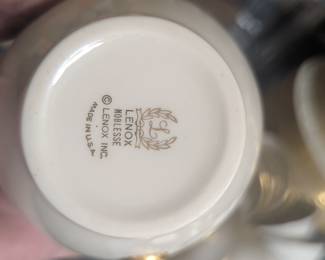 L
LENOX
NOBLESSE
© LENOX INC.
MADE IN U.S.A.